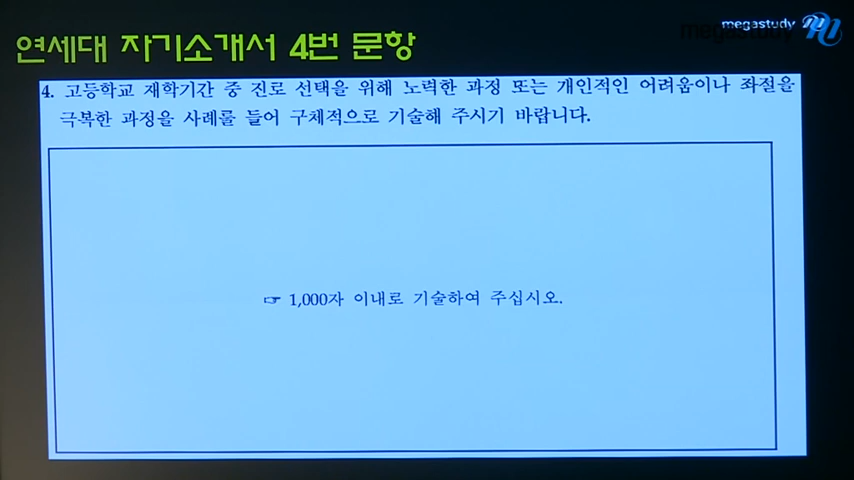 megastudy
연세대 자기소개서 4번 문항
4. 고등학교 재학기간 중 진로 선택을 위해 노력한 과정 또는 개인적인 어려움이나 좌절을
극복한 과정을 사례를 들어 구체적으로 기술해 주시기 바랍니다.
☞ 1,000자 이내로 기술하여 주십시오.